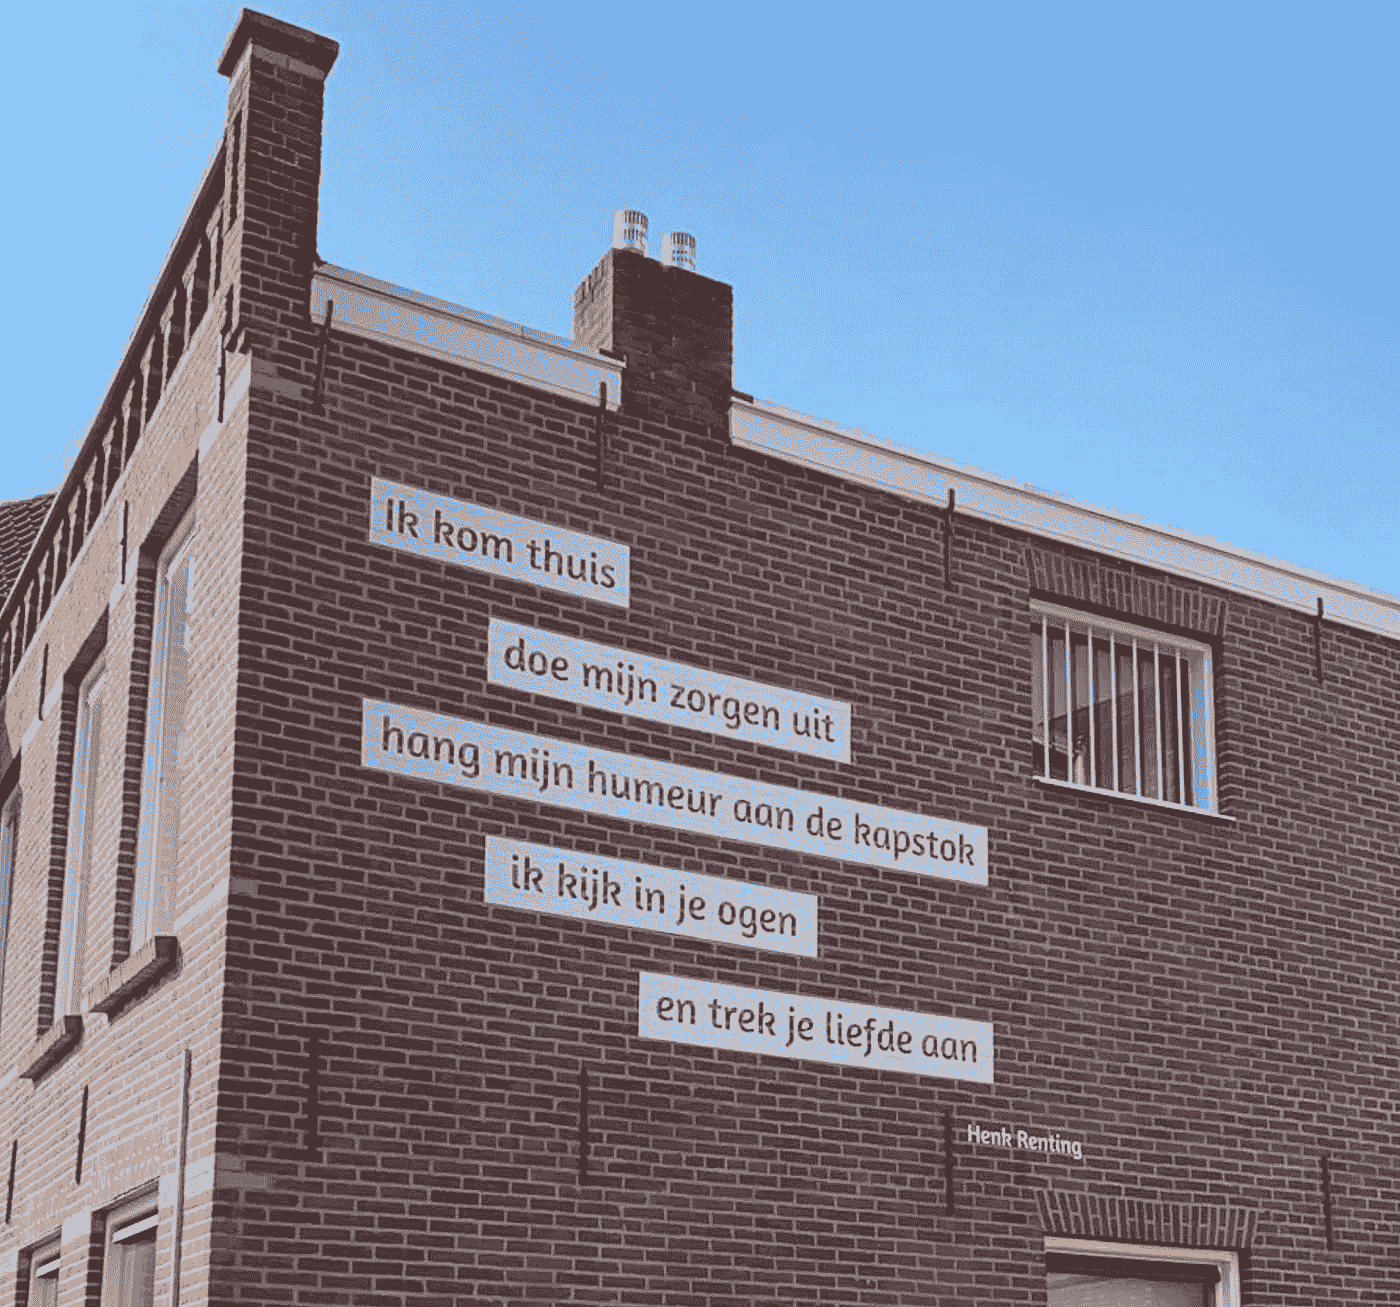 Ik kom thuis
doe mijn zorgen uit
hang mijn humeur aan de kapstok
ik kijk in je ogen
en trek je liefde aan
Henk Renting